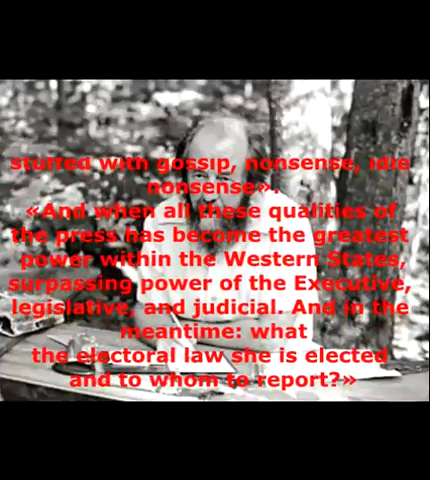 stuffed with gossip, nonsense, idle
nonsense».
«And when all these qualities of
the press has become the greatest
power within the Western States,
surpassing power of the Executive,
legislative, and judicial. And in the
meantime: what
the electoral law she is elected
and to whom to report?»